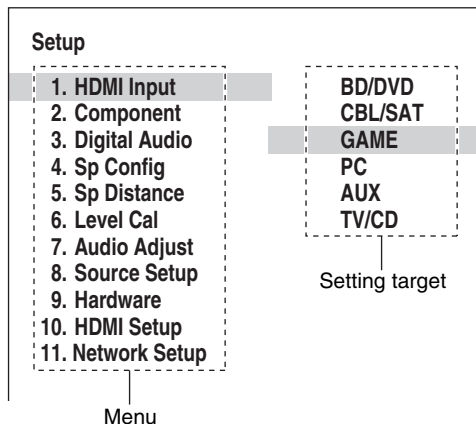 Setup
1. HDMI Input
2. Component
3. Digital Audio
4. Sp Config
5. Sp Distance
6. Level Cal
7. Audio Adjust
8. Source Setup
9. Hardware
10. HDMI Setup
11. Network Setup
Menu
BD/DVD
CBL/SAT
GAME
PC
AUX
TV/CD
Setting target